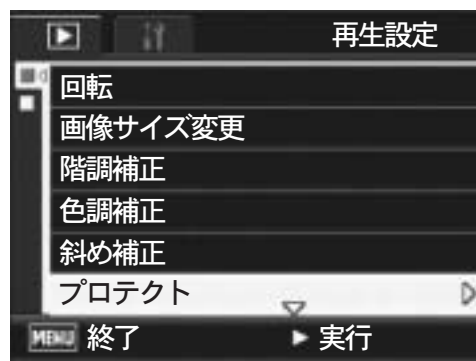 再生設定
回転
画像サイズ変更
階調補正
色調補正
斜め補正
プロテクト
MENU 終了 ▶ 実行